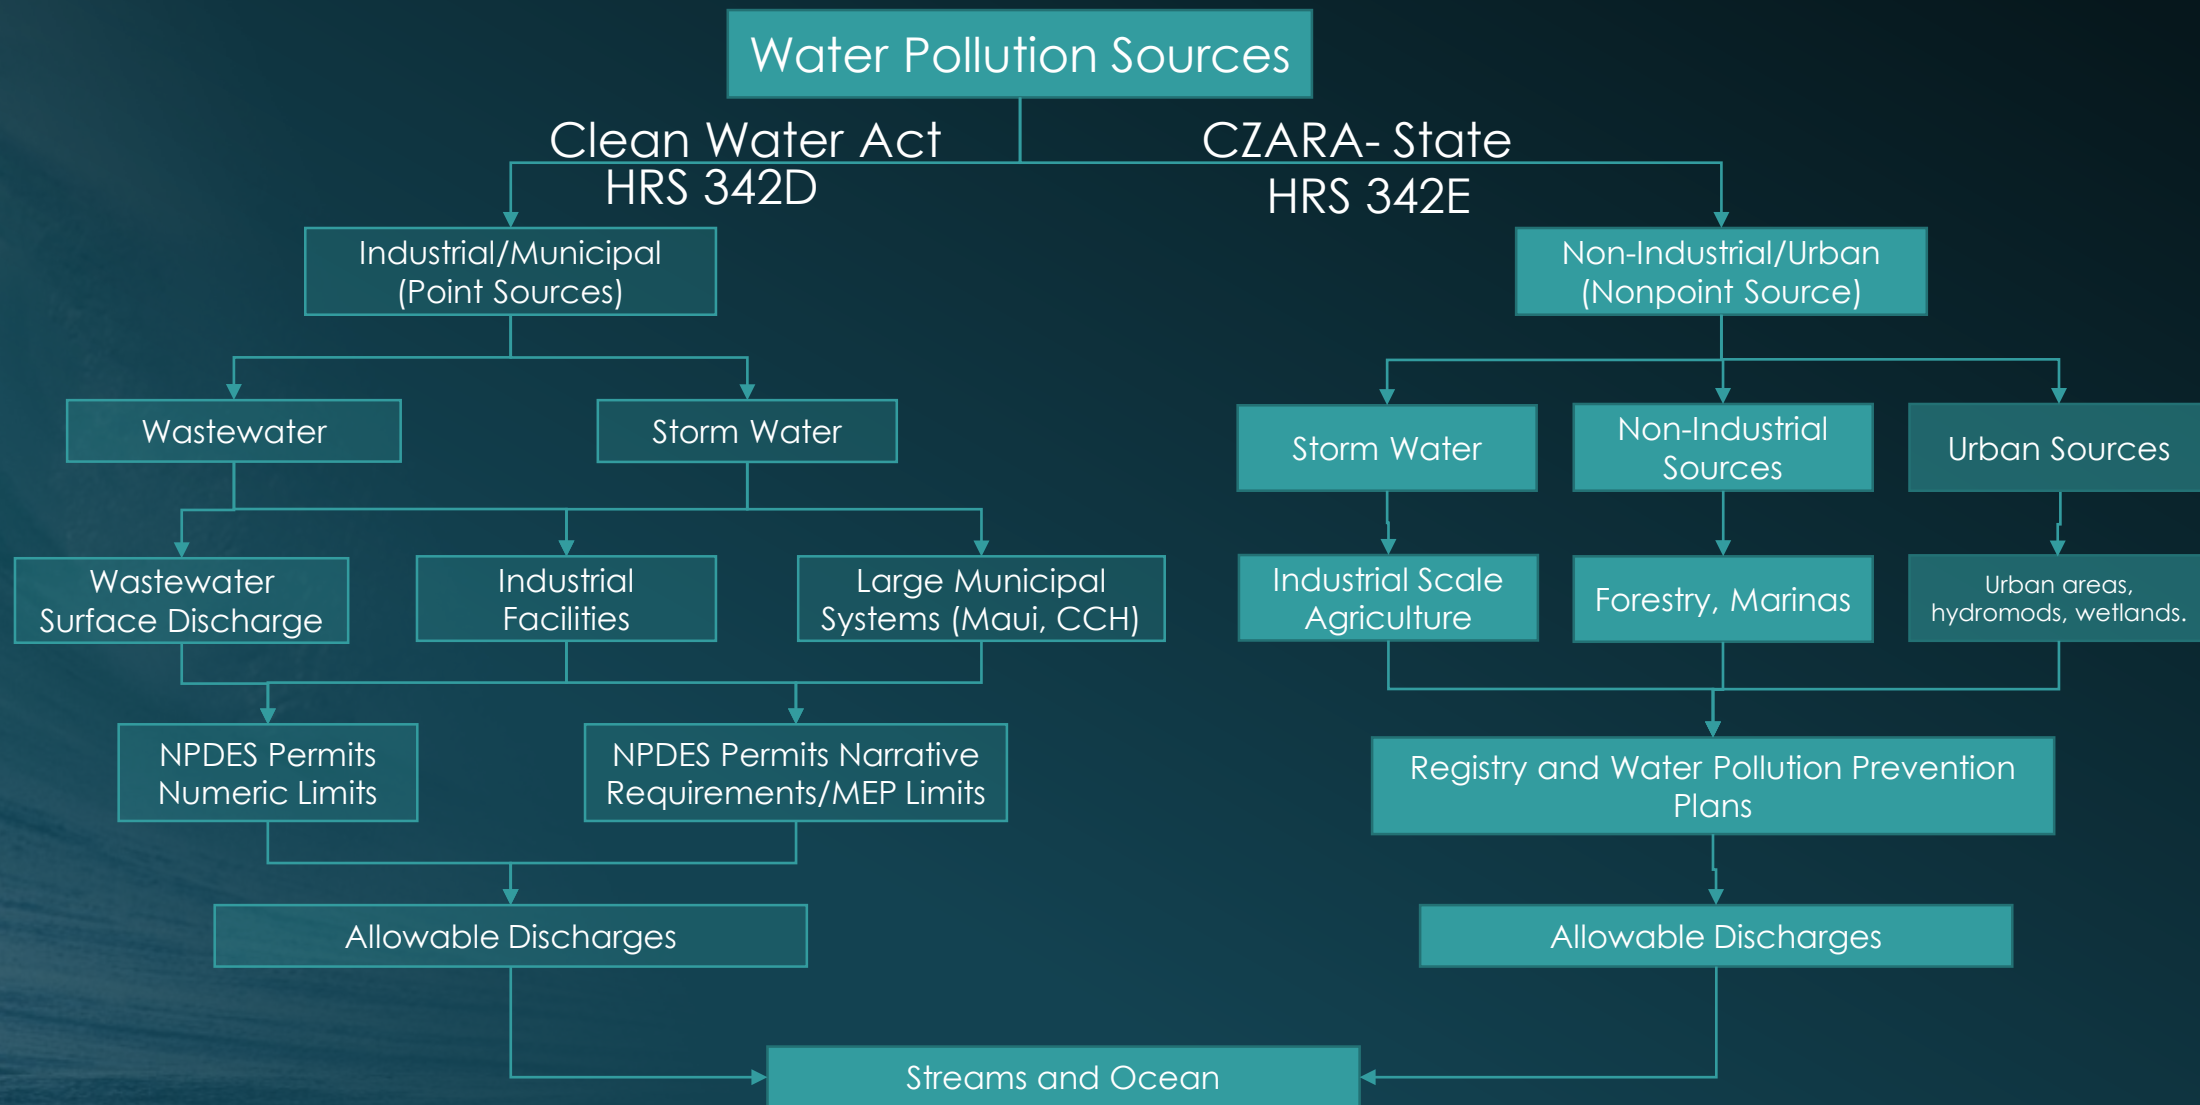 Water Pollution Sources
Clean Water Act
HRS 342D
CZARA- State
HRS 342E
Industrial/Municipal
(Point Sources)
Non-Industrial/Urban
(Nonpoint Source)
Wastewater
Storm Water
Storm Water
Non-Industrial
Sources
Urban Sources
Wastewater
Surface Discharge
Industrial
Facilities
Large Municipal
Systems (Maui, CCH)
Industrial Scale
Agriculture
Forestry, Marinas
Urban areas,
hydromods, wetlands.
NPDES Permits
Numeric Limits
NPDES Permits Narrative
Requirements/MEP Limits
Registry and Water Pollution Prevention
Plans
Allowable Discharges
Allowable Discharges
Streams and Ocean